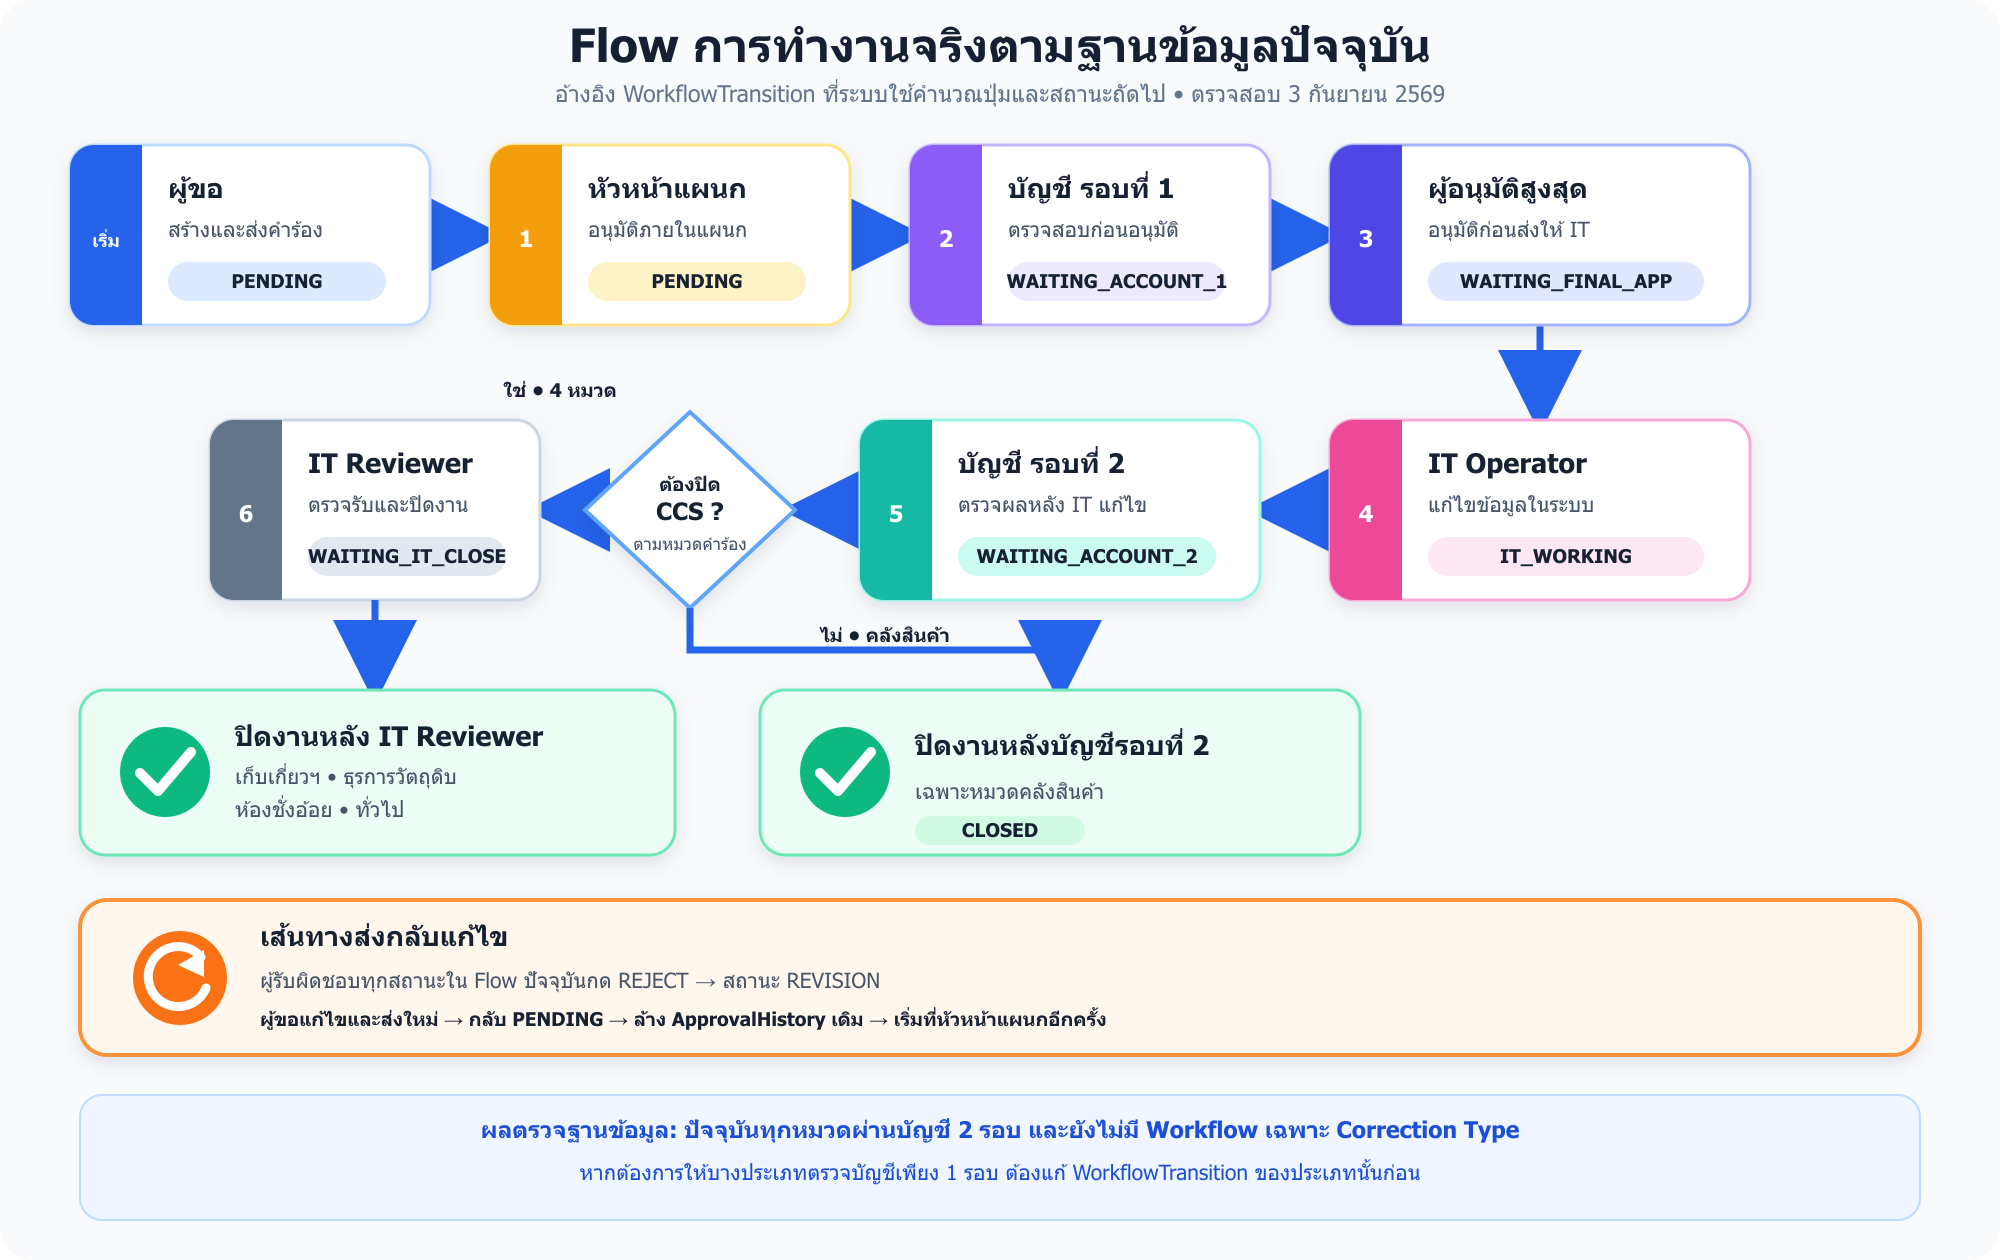 Flow การทำงานจริงตามฐานข้อมูลปัจจุบัน
อ้างอิง WorkflowTransition ที่ระบบใช้คำนวณปุ่มและสถานะถัดไป • ตรวจสอบ 3 กันยายน 2569
เริ่ม
ผู้ขอ
สร้างและส่งคำร้อง
PENDING
1
หัวหน้าแผนก
อนุมัติภายในแผนก
PENDING
2
บัญชี รอบที่ 1
ตรวจสอบก่อนอนุมัติ
WAITING_ACCOUNT_1
3
ผู้อนุมัติสูงสุด
อนุมัติก่อนส่งให้ IT
WAITING_FINAL_APP
ใช่ • 4 หมวด
6
IT Reviewer
ตรวจรับและปิดงาน
WAITING_IT_CLOSE
ต้องปิด
CCS ?
ตามหมวดคำร้อง
5
บัญชี รอบที่ 2
ตรวจผลหลัง IT แก้ไข
WAITING_ACCOUNT_2
4
IT Operator
แก้ไขข้อมูลในระบบ
IT_WORKING
ไม่ • คลังสินค้า
ปิดงานหลัง IT Reviewer
เก็บเกี่ยวฯ • ธุรการวัตถุดิบ
ห้องชั่งอ้อย • ทั่วไป
ปิดงานหลังบัญชีรอบที่ 2
เฉพาะหมวดคลังสินค้า
CLOSED
เส้นทางส่งกลับแก้ไข
ผู้รับผิดชอบทุกสถานะใน Flow ปัจจุบันกด REJECT → สถานะ REVISION
ผู้ขอแก้ไขและส่งใหม่ → กลับ PENDING → ล้าง ApprovalHistory เดิม → เริ่มที่หัวหน้าแผนกอีกครั้ง
ผลตรวจฐานข้อมูล: ปัจจุบันทุกหมวดผ่านบัญชี 2 รอบ และยังไม่มี Workflow เฉพาะ Correction Type
หากต้องการให้บางประเภทตรวจบัญชีเพียง 1 รอบ ต้องแก้ WorkflowTransition ของประเภทนั้นก่อน